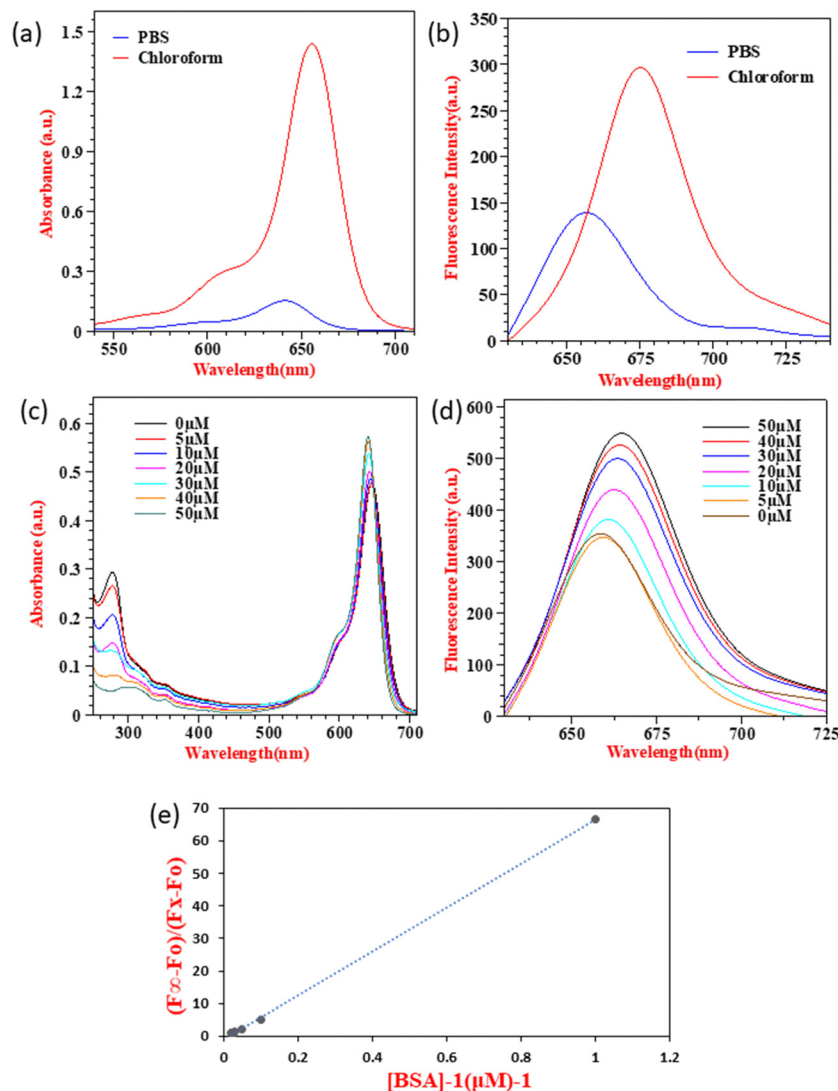 (a)
PBS
Chloroform
1.5
1.2
0.9
0.6
0.3
0
550 600 650 700
Absorbance (a.u.)
Wavelength(nm)
(b)
PBS
Chloroform
350
300
250
200
150
100
50
0
650 675 700 725
Fluorescence Intensity(a.u.)
Wavelength(nm)
(c)
0µM
5µM
10µM
20µM
30µM
40µM
50µM
0.6
0.5
0.4
0.3
0.2
0.1
0
300 400 500 600 700
Absorbance (a.u.)
Wavelength(nm)
(d)
50µM
40µM
30µM
20µM
10µM
5µM
0µM
600
500
400
300
200
100
0
650 675 700 725
Fluorescence Intensity (a.u.)
Wavelength(nm)
(e)
70
60
50
40
30
20
10
0
0 0.2 0.4 0.6 0.8 1 1.2
(F∞-Fo)/(Fx-Fo)
[BSA]-1(µM)-1